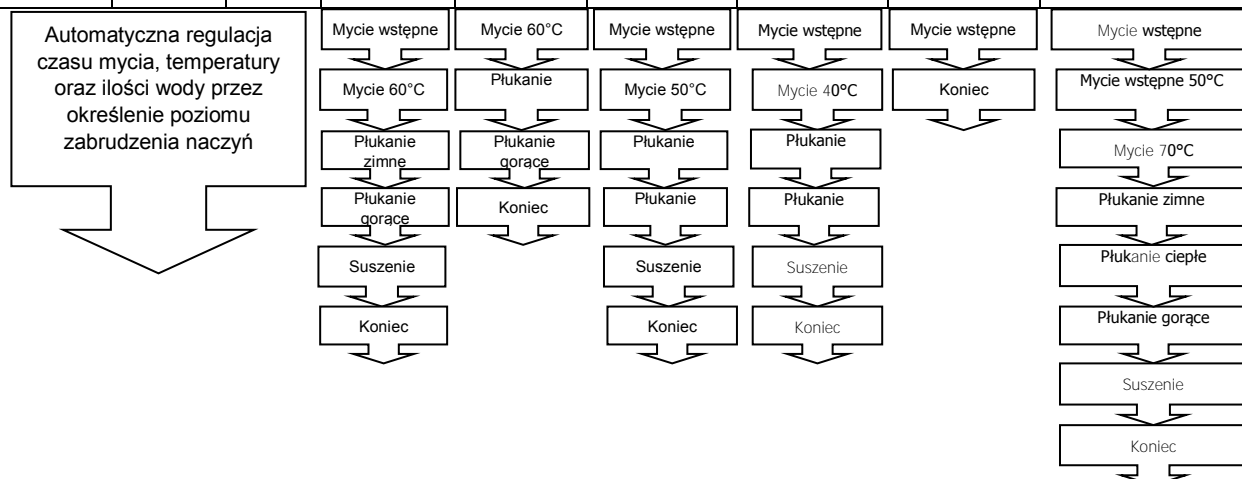 Automatyczna regulacja
czasu mycia, temperatury
oraz ilości wody przez
określenie poziomu
zabrudzenia naczyń
Mycie wstępne
Mycie 60°C
Płukanie
zimne
Płukanie
gorące
Suszenie
Koniec
Mycie 60°C
Płukanie
Płukanie
gorące
Koniec
Mycie wstępne
Mycie 50°C
Płukanie
Płukanie
Suszenie
Koniec
Mycie wstępne
Mycie 40°C
Płukanie
Płukanie
Suszenie
Koniec
Mycie wstępne
Koniec
Mycie wstępne
Mycie wstępne 50°C
Mycie 70°C
Płukanie zimne
Płukanie ciepłe
Płukanie gorące
Suszenie
Koniec